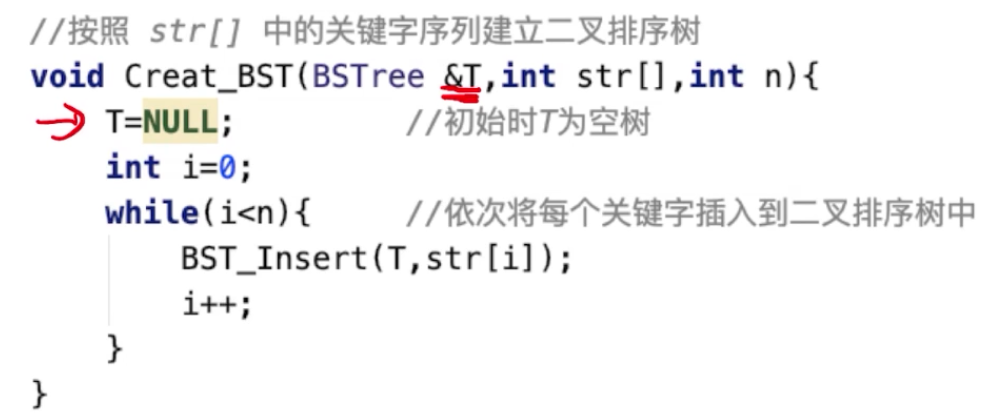 //按照 str[] 中的关键字序列建立二叉排序树
void Creat_BST(BSTree &T,int str[],int n){
T=NULL; //初始时T为空树
int i=0;
while(i<n){ //依次将每个关键字插入到二叉排序树中
BST_Insert(T,str[i]);
i++;
}
}